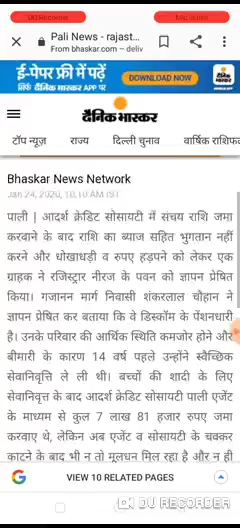 Pali News - rajast...
From bhaskar.com – deliv
ई-पेपर फ्री में पढ़ें
सिर्फ दैनिक भास्कर APP पर
DOWNLOAD NOW
दैनिक भास्कर
दैनिक भास्कर
टॉप न्यूज़ राज्य दिल्ली चुनाव वार्षिक राशिफल
Bhaskar News Network
Jan 24, 2020, 10:10 AM IST
पाली | आदर्श क्रेडिट सोसायटी में संचय राशि जमा
करवाने के बाद राशि का ब्याज सहित भुगतान नहीं
करने और धोखाधड़ी व रुपए हड़पने को लेकर एक
ग्राहक ने रजिस्ट्रार नीरज के पवन को ज्ञापन प्रेषित
किया। गजानन मार्ग निवासी शंकरलाल चौहान ने
ज्ञापन प्रेषित कर बताया कि वे डिस्कॉम के पेंशनधारी
है। उनके परिवार की आर्थिक स्थिति कमजोर होने और
बीमारी के कारण 14 वर्ष पहले उन्होंने स्वैच्छिक
सेवानिवृत्ति ले ली थी। बच्चों की शादी के लिए
सेवानिवृत्त के बाद आदर्श क्रेडिट सोसायटी पाली एजेंट
के माध्यम से कुल 7 लाख 81 हजार रुपए जमा
करवाए थे, लेकिन अब एजेंट व सोसायटी के चक्कर
काटने के बाद भी न तो मूलधन मिल रहा है और न ही
VIEW 10 RELATED PAGES
DU RECORDER